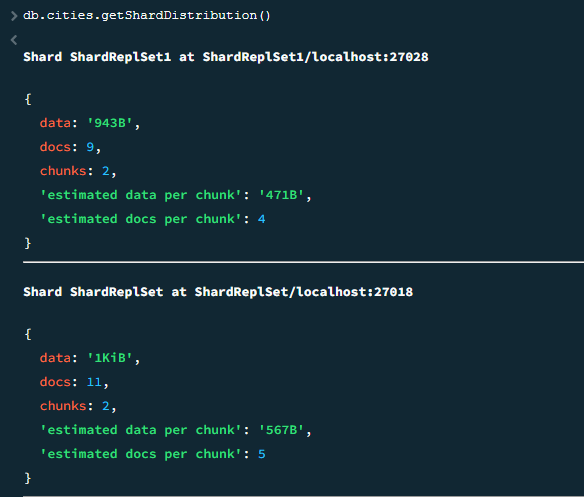 > db.cities.getShardDistribution()
<
Shard ShardReplSet1 at ShardReplSet1/localhost:27028
{
data: '943B',
docs: 9,
chunks: 2,
'estimated data per chunk': '471B',
'estimated docs per chunk': 4
}
Shard ShardReplSet at ShardReplSet/localhost:27018
{
data: '1KiB',
docs: 11,
chunks: 2,
'estimated data per chunk': '567B',
'estimated docs per chunk': 5
}